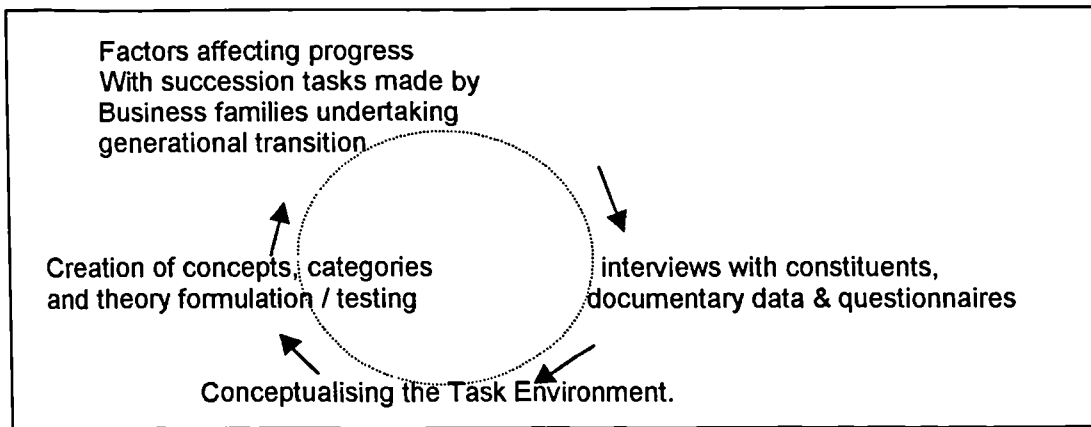 Factors affecting progress
With succession tasks made by
Business families undertaking
generational transition
interviews with constituents,
documentary data & questionnaires
Conceptualising the Task Environment.
Creation of concepts, categories
and theory formulation / testing